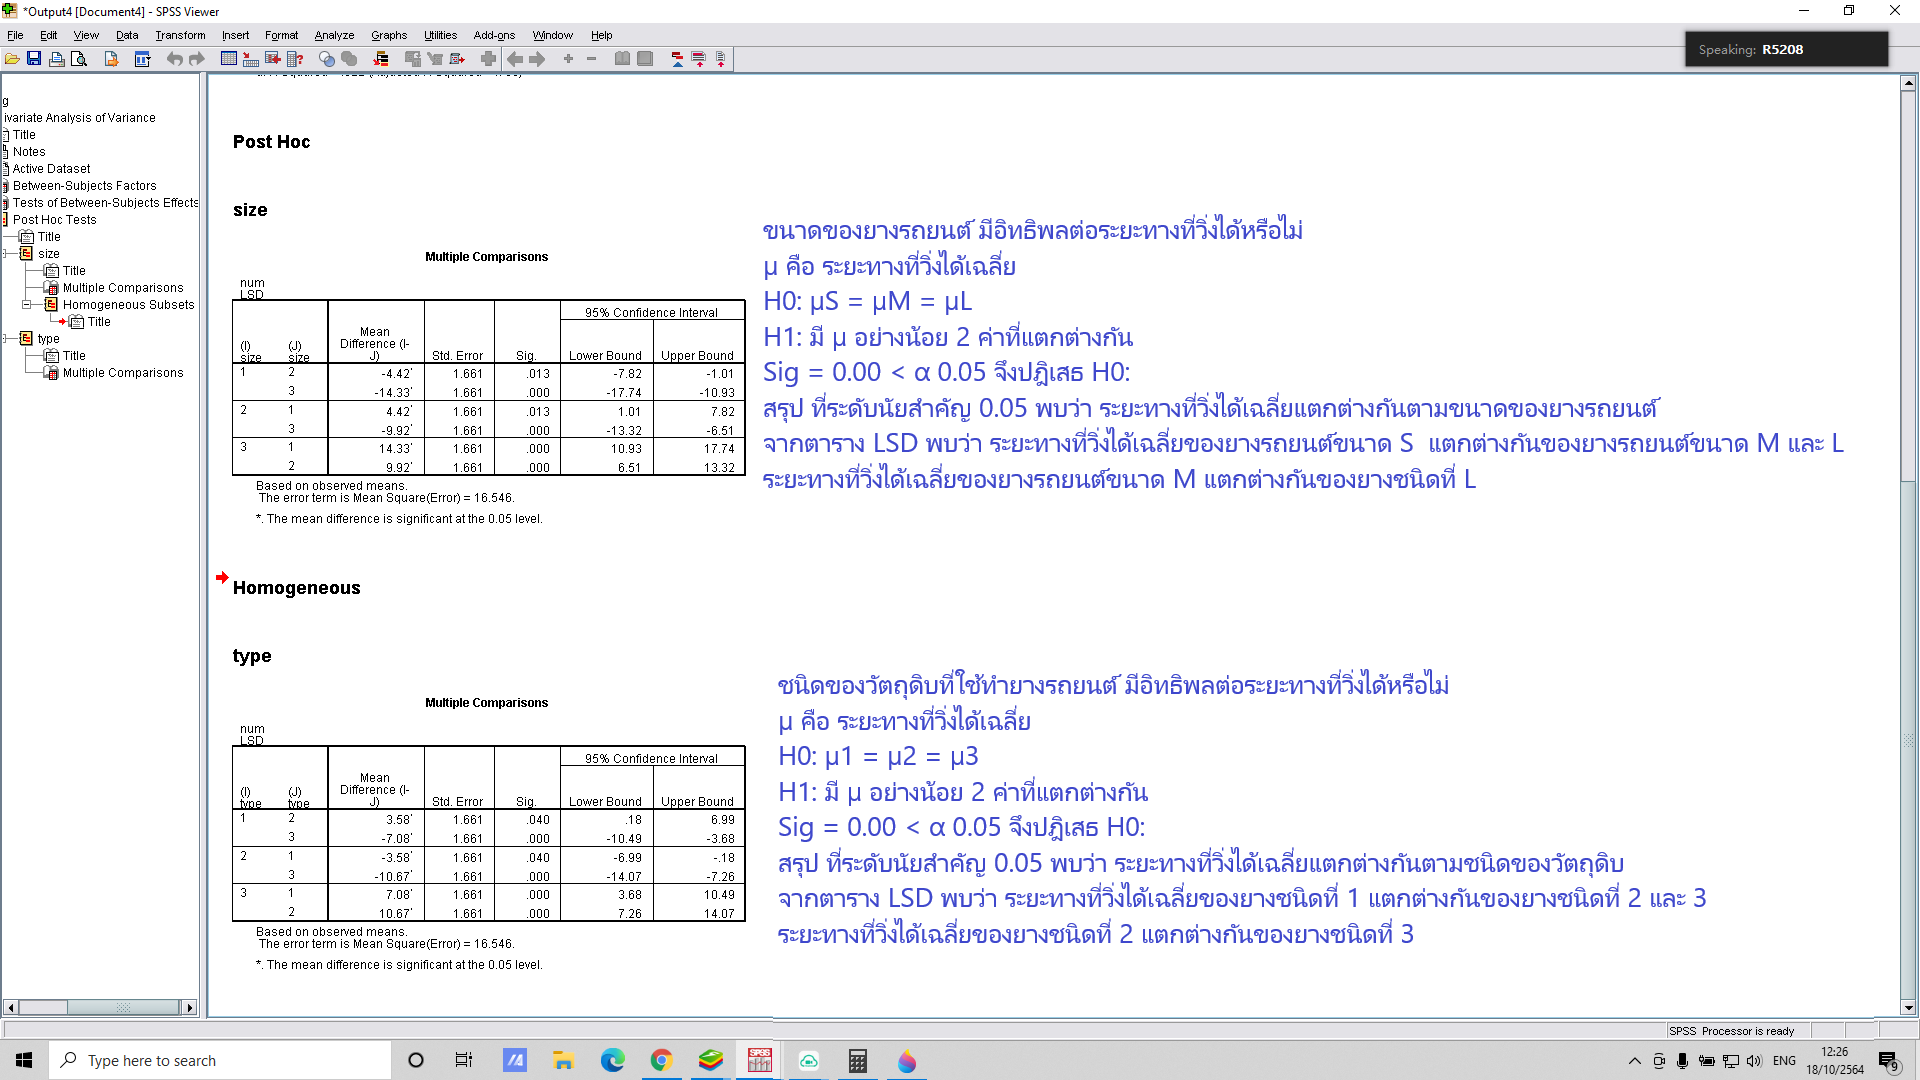 *Output4 [Document4] - SPSS Viewer
File Edit View Data Transform Insert Format Analyze Graphs Utilities Add-ons Window Help
Speaking: R5208
g
ivariate Analysis of Variance
Title
Notes
Active Dataset
Between-Subjects Factors
Tests of Between-Subjects Effects
Post Hoc Tests
Title
size
Title
Multiple Comparisons
Homogeneous Subsets
Title
type
Title
Multiple Comparisons
Post Hoc
size
Multiple Comparisons
num
LSD
(I) size (J) size Mean Difference (I-J) Std. Error Sig. 95% Confidence Interval
Lower Bound Upper Bound
1 2 -4.42* 1.661 .013 -7.82 -1.01
3 -14.33* 1.661 .000 -17.74 -10.93
2 1 4.42* 1.661 .013 1.01 7.82
3 -9.92* 1.661 .000 -13.32 -6.51
3 1 14.33* 1.661 .000 10.93 17.74
2 9.92* 1.661 .000 6.51 13.32
Based on observed means.
The error term is Mean Square(Error) = 16.546.
*. The mean difference is significant at the 0.05 level.
ขนาดของยางรถยนต์ มีอิทธิพลต่อระยะทางที่วิ่งได้หรือไม่
μ คือ ระยะทางที่วิ่งได้เฉลี่ย
H0: μS = μM = μL
H1: มี μ อย่างน้อย 2 ค่าที่แตกต่างกัน
Sig = 0.00 < α 0.05 จึงปฎิเสธ H0:
สรุป ที่ระดับนัยสำคัญ 0.05 พบว่า ระยะทางที่วิ่งได้เฉลี่ยแตกต่างกันตามขนาดของยางรถยนต์
จากตาราง LSD พบว่า ระยะทางที่วิ่งได้เฉลี่ยของยางรถยนต์ขนาด S แตกต่างกันของยางรถยนต์ขนาด M และ L
ระยะทางที่วิ่งได้เฉลี่ยของยางรถยนต์ขนาด M แตกต่างกันของยางชนิดที่ L
Homogeneous
type
Multiple Comparisons
num
LSD
(I) type (J) type Mean Difference (I-J) Std. Error Sig. 95% Confidence Interval
Lower Bound Upper Bound
1 2 3.58* 1.661 .040 .18 6.99
3 -7.08* 1.661 .000 -10.49 -3.68
2 1 -3.58* 1.661 .040 -6.99 -.18
3 -10.67* 1.661 .000 -14.07 -7.26
3 1 7.08* 1.661 .000 3.68 10.49
2 10.67* 1.661 .000 7.26 14.07
Based on observed means.
The error term is Mean Square(Error) = 16.546.
*. The mean difference is significant at the 0.05 level.
ชนิดของวัตถุดิบที่ใช้ทำยางรถยนต์ มีอิทธิพลต่อระยะทางที่วิ่งได้หรือไม่
μ คือ ระยะทางที่วิ่งได้เฉลี่ย
H0: μ1 = μ2 = μ3
H1: มี μ อย่างน้อย 2 ค่าที่แตกต่างกัน
Sig = 0.00 < α 0.05 จึงปฎิเสธ H0:
สรุป ที่ระดับนัยสำคัญ 0.05 พบว่า ระยะทางที่วิ่งได้เฉลี่ยแตกต่างกันตามชนิดของวัตถุดิบ
จากตาราง LSD พบว่า ระยะทางที่วิ่งได้เฉลี่ยของยางชนิดที่ 1 แตกต่างกันของยางชนิดที่ 2 และ 3
ระยะทางที่วิ่งได้เฉลี่ยของยางชนิดที่ 2 แตกต่างกันของยางชนิดที่ 3
SPSS Processor is ready
Type here to search
SPSS
ENG
12:26
18/10/2564
9